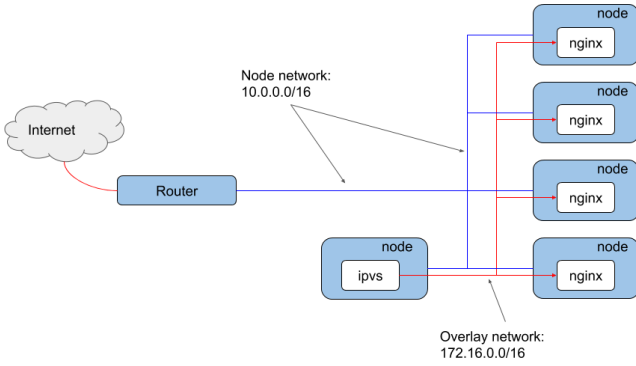 node
nginx
Node network:
10.0.0.0/16
node
nginx
Internet
node
Router
nginx
node
node
ipvs
nginx
Overlay network:
172.16.0.0/16